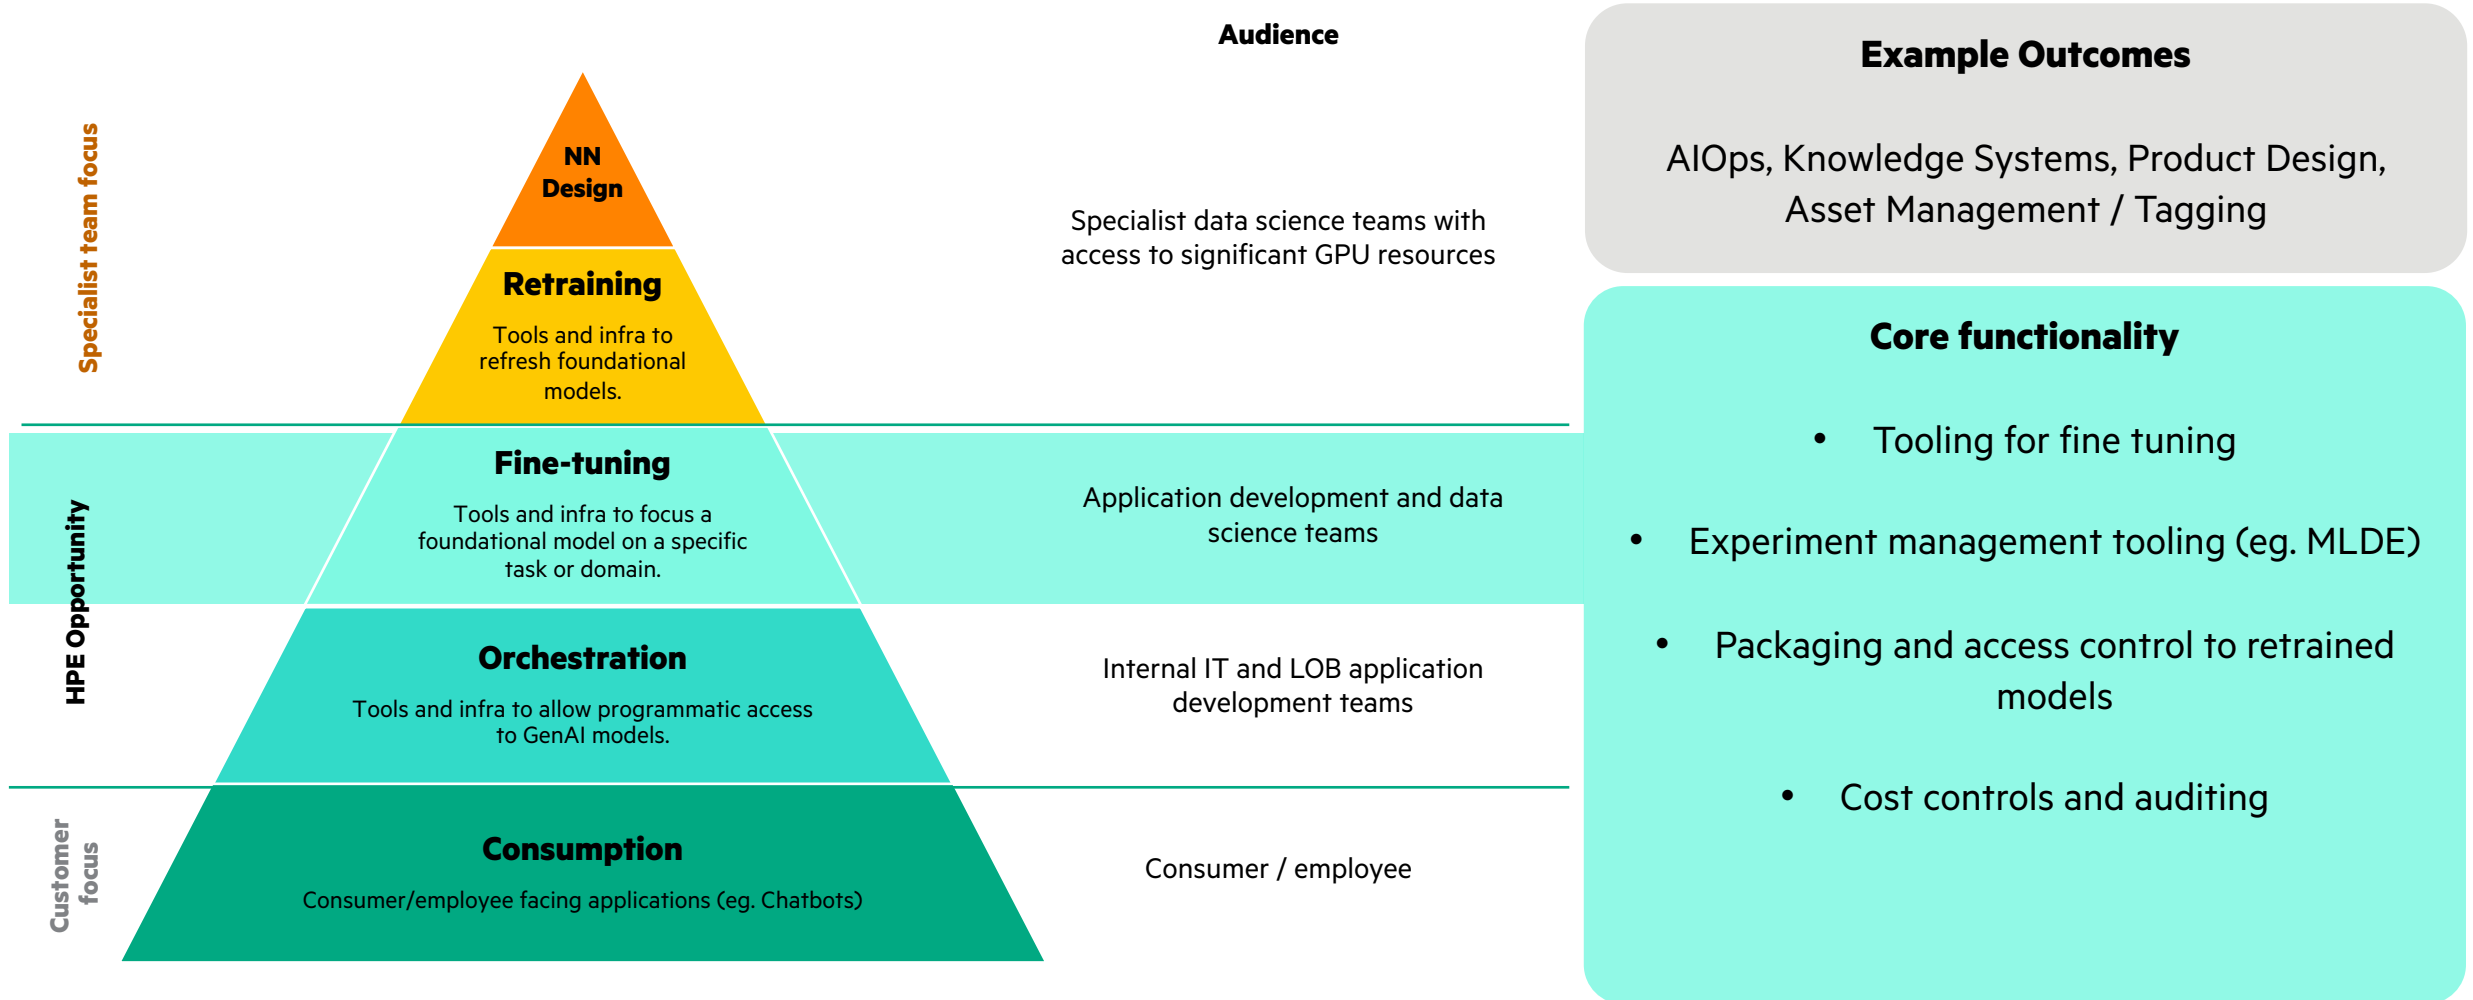 Audience
Specialist team focus
NN
Design
Retraining
Tools and infra to
refresh foundational
models.
Specialist data science teams with
access to significant GPU resources
HPE Opportunity
Fine-tuning
Tools and infra to focus a
foundational model on a specific
task or domain.
Application development and data
science teams
Orchestration
Tools and infra to allow programmatic access
to GenAI models.
Internal IT and LOB application
development teams
Customer
focus
Consumption
Consumer/employee facing applications (eg. Chatbots)
Consumer / employee
Example Outcomes
AIOps, Knowledge Systems, Product Design,
Asset Management / Tagging
Core functionality
• Tooling for fine tuning
• Experiment management tooling (eg. MLDE)
• Packaging and access control to retrained
models
• Cost controls and auditing